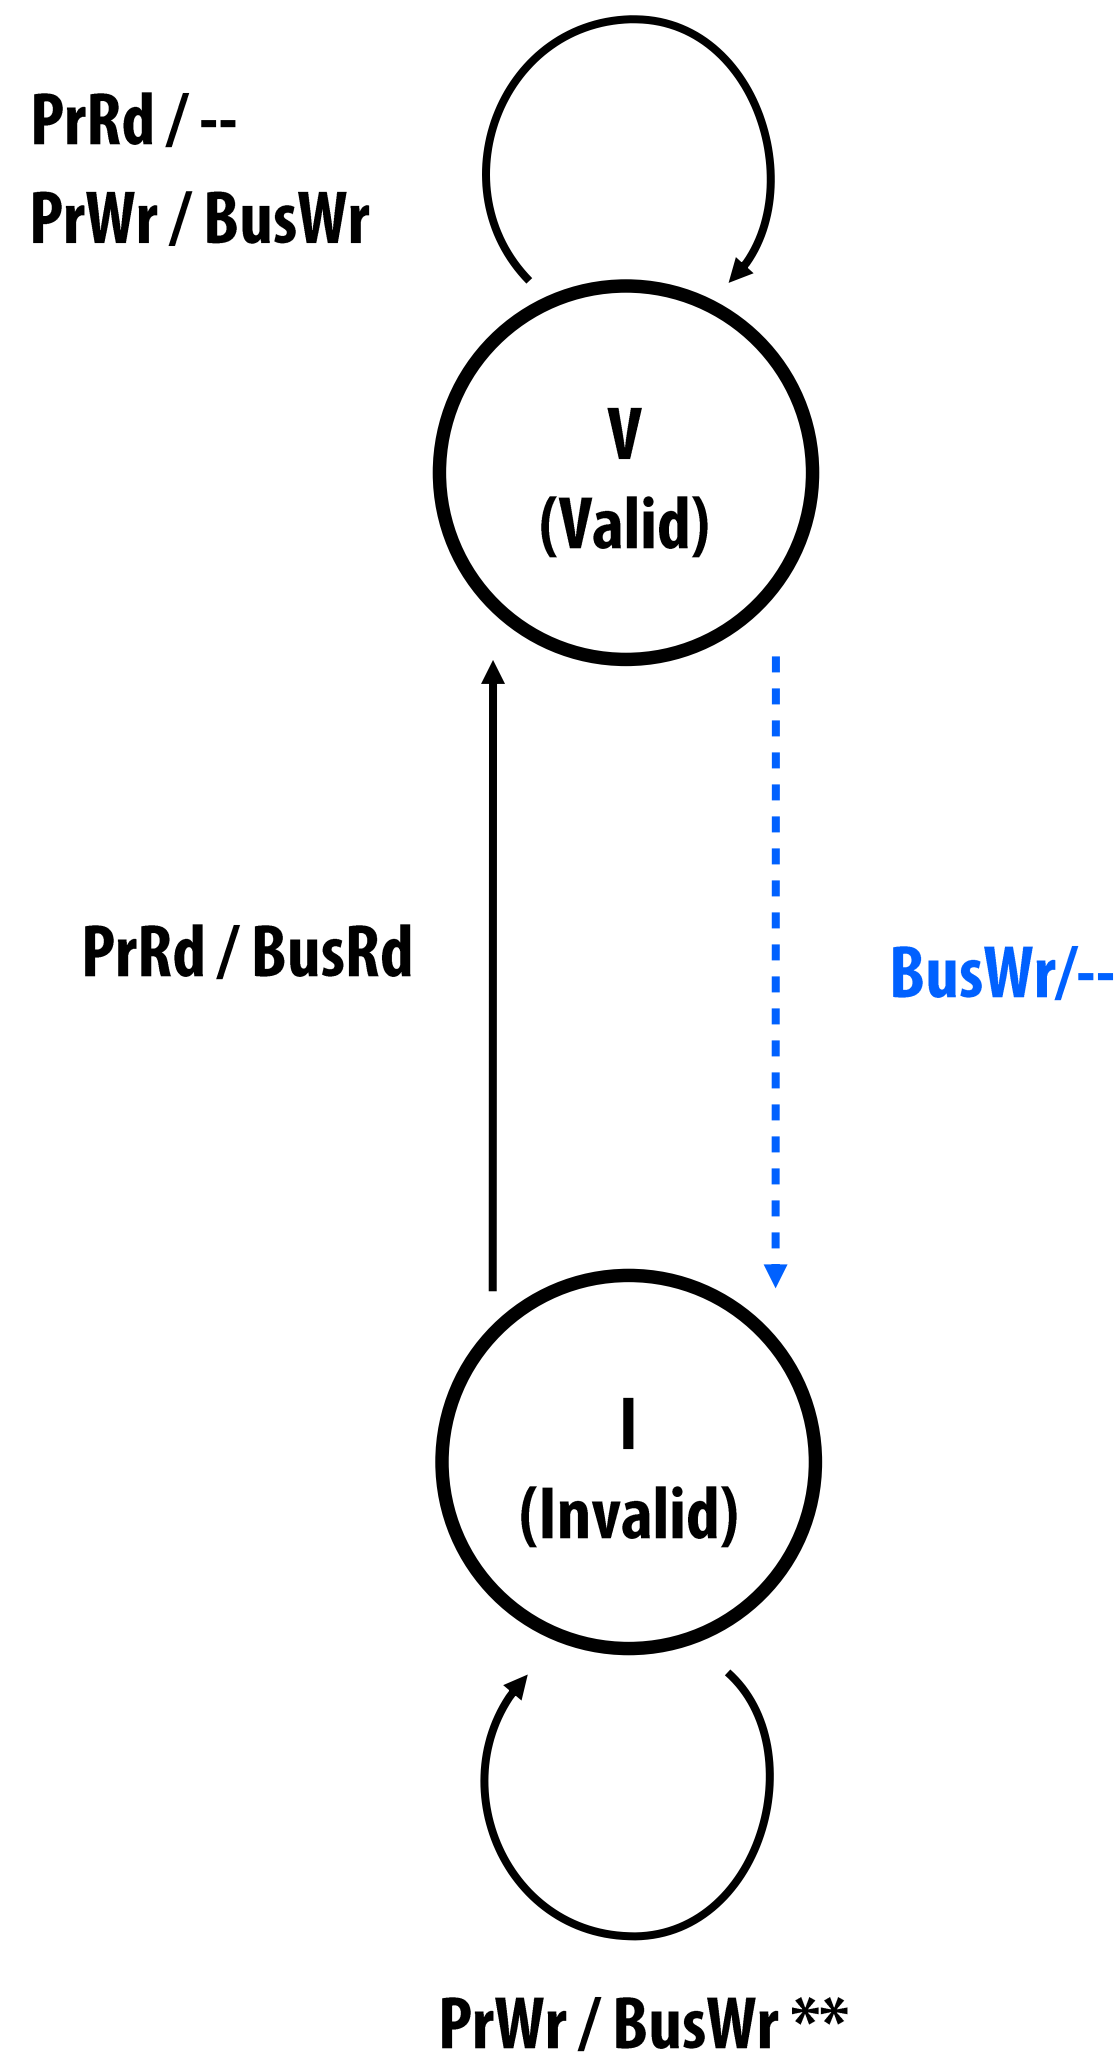 PrRd / --
PrWr / BusWr
V
(Valid)
PrRd / BusRd
BusWr/--
I
(Invalid)
PrWr / BusWr **